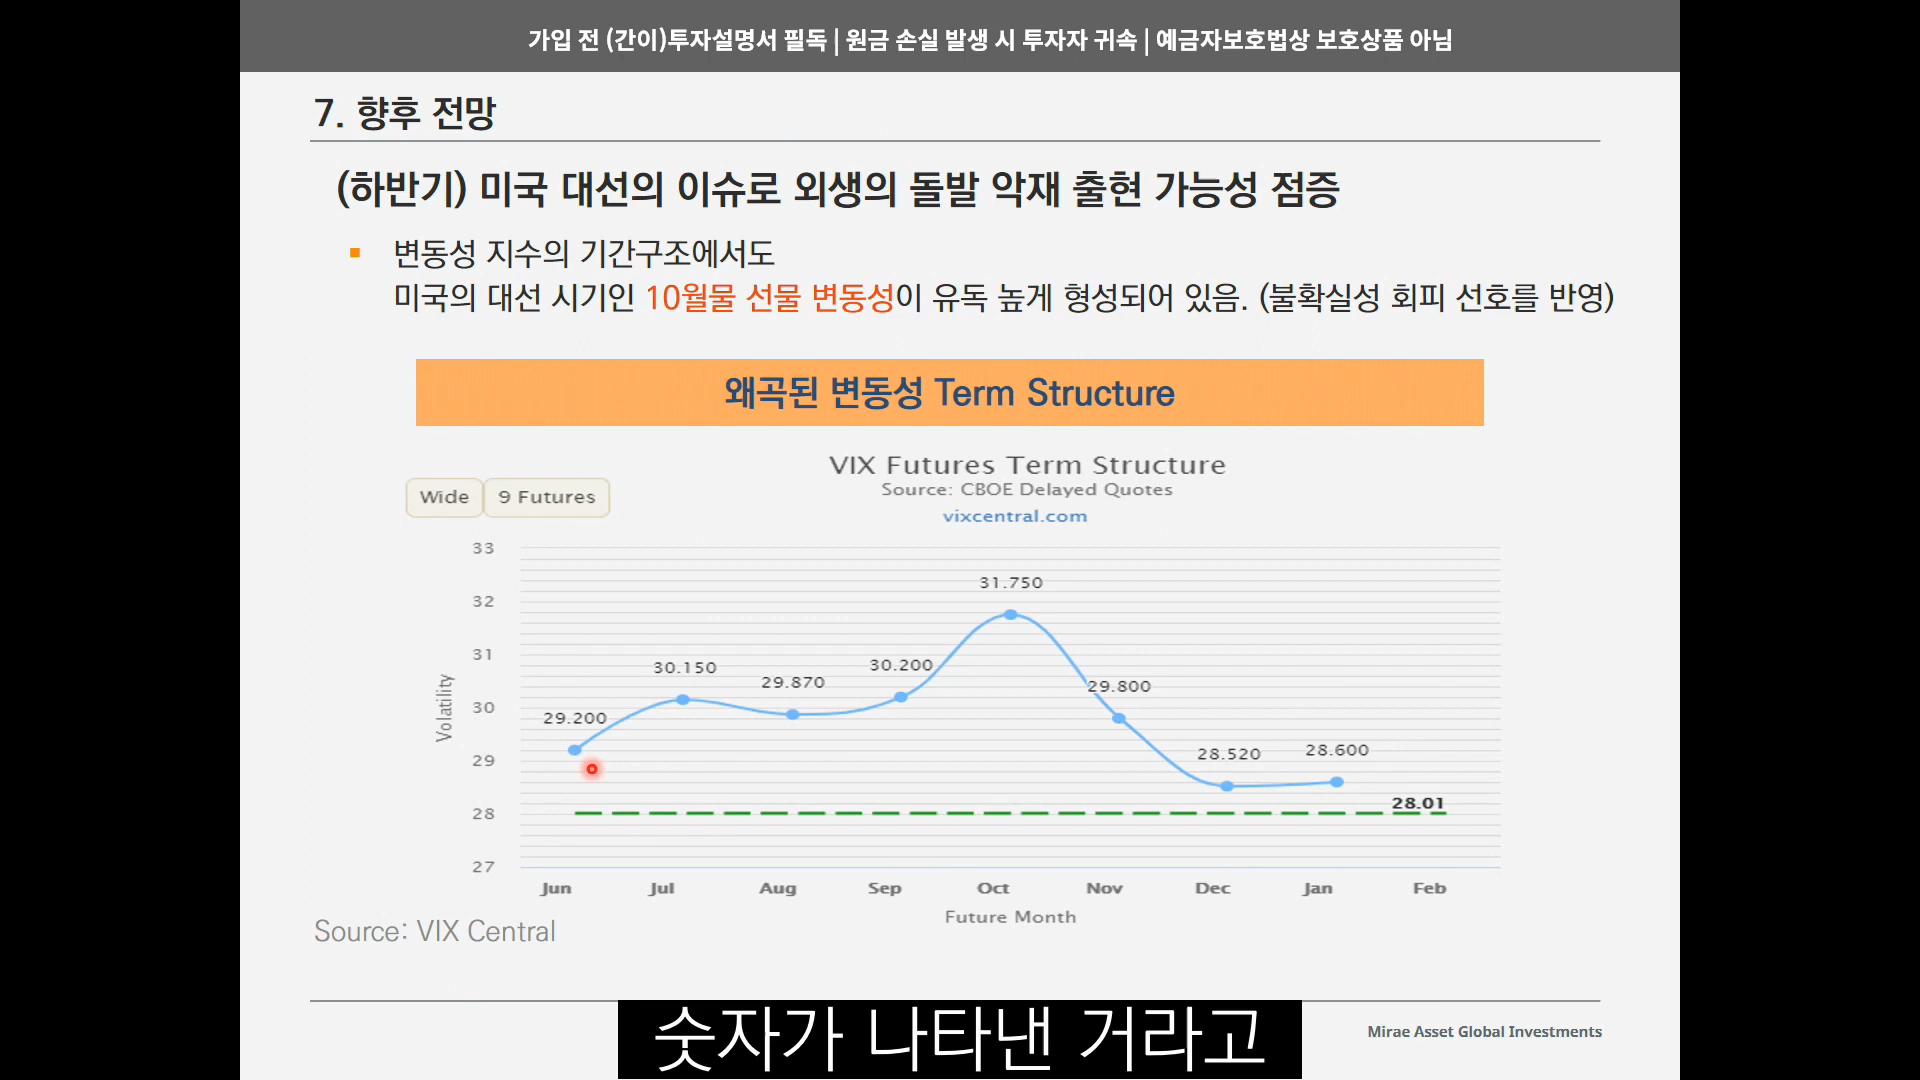 가입 전 (간이)투자설명서 필독 | 원금 손실 발생 시 투자자 귀속 | 예금자보호법상 보호상품 아님
7. 향후 전망
(하반기) 미국 대선의 이슈로 외생의 돌발 악재 출현 가능성 점증
변동성 지수의 기간구조에서도
미국의 대선 시기인 10월물 선물 변동성이 유독 높게 형성되어 있음. (불확실성 회피 선호를 반영)
왜곡된 변동성 Term Structure
VIX Futures Term Structure
Source: CBOE Delayed Quotes
vixcentral.com
Wide 9 Futures
33
32
31
30
29
28
27
Volatility
29.200
30.150
29.870
30.200
31.750
29.800
28.520
28.600
28.01
Jun Jul Aug Sep Oct Nov Dec Jan Feb
Future Month
Source: VIX Central
숫자가 나타낸 거라고
Mirae Asset Global Investments